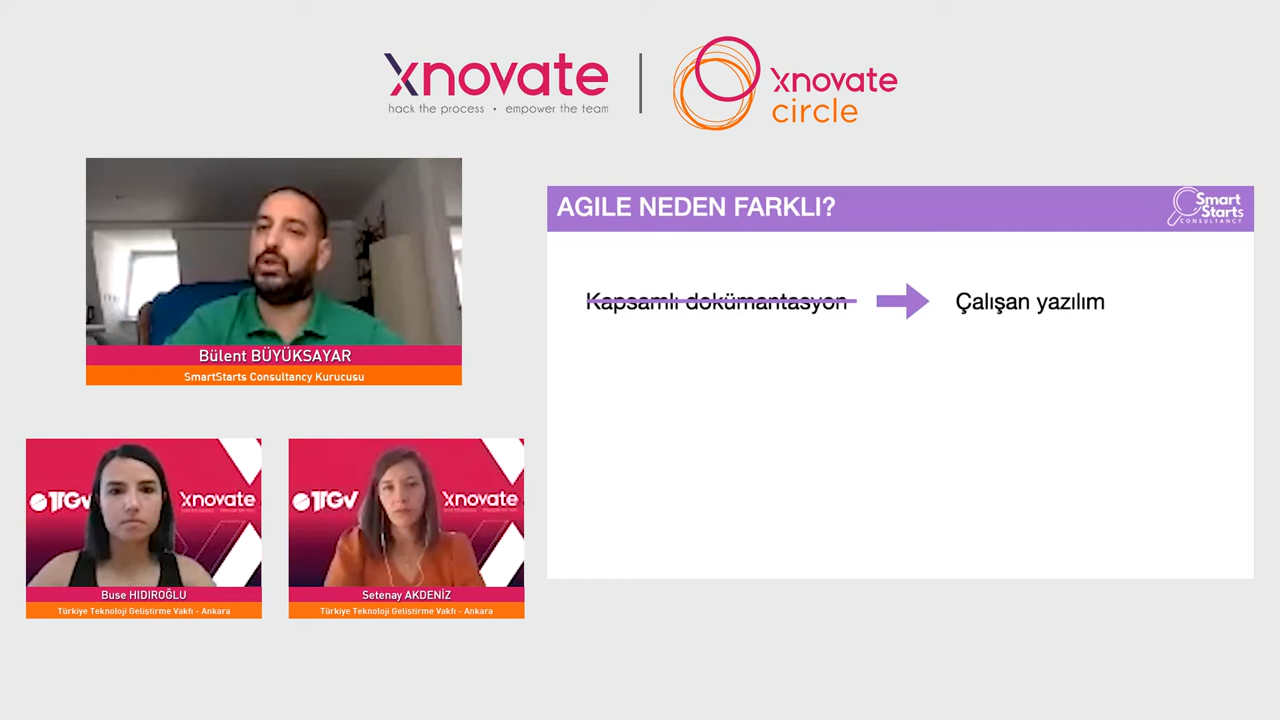 xnovate
hack the process • empower the team
xnovate
circle
AGILE NEDEN FARKLI?
Smart
Starts
CONSULTANCY
Kapsamlı dokümantasyon
Çalışan yazılım
Bülent BÜYÜKSAYAR
SmartStarts Consultancy Kurucusu
TTGV
xnovate
Buse HIDIROĞLU
Türkiye Teknoloji Geliştirme Vakfı - Ankara
TTGV
xnovate
Setenay AKDENİZ
Türkiye Teknoloji Geliştirme Vakfı - Ankara